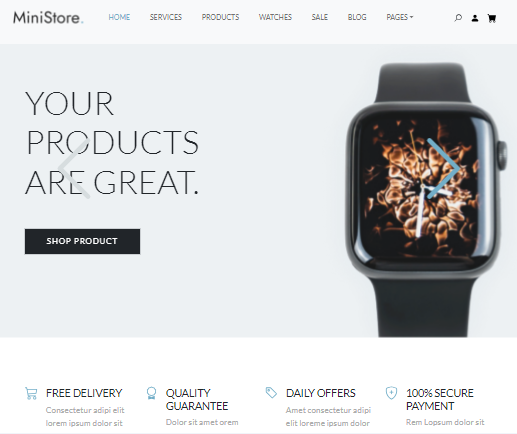 MiniStore.
HOME SERVICES PRODUCTS WATCHES SALE BLOG PAGES
YOUR
PRODUCTS
ARE GREAT.
SHOP PRODUCT
FREE DELIVERY
Consectetur adipi elit
lorem ipsum dolor sit
QUALITY
GUARANTEE
Dolor sit amet orem
DAILY OFFERS
Amet consectetur adipi
elit loreme ipsum dolor
100% SECURE
PAYMENT
Rem Lopsum dolor sit